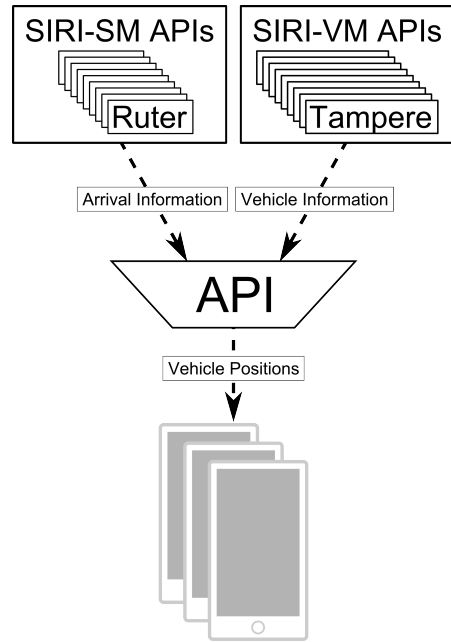 SIRI-SM APIs
SIRI-VM APIs
Ruter
Tampere
Arrival Information
Vehicle Information
API
Vehicle Positions